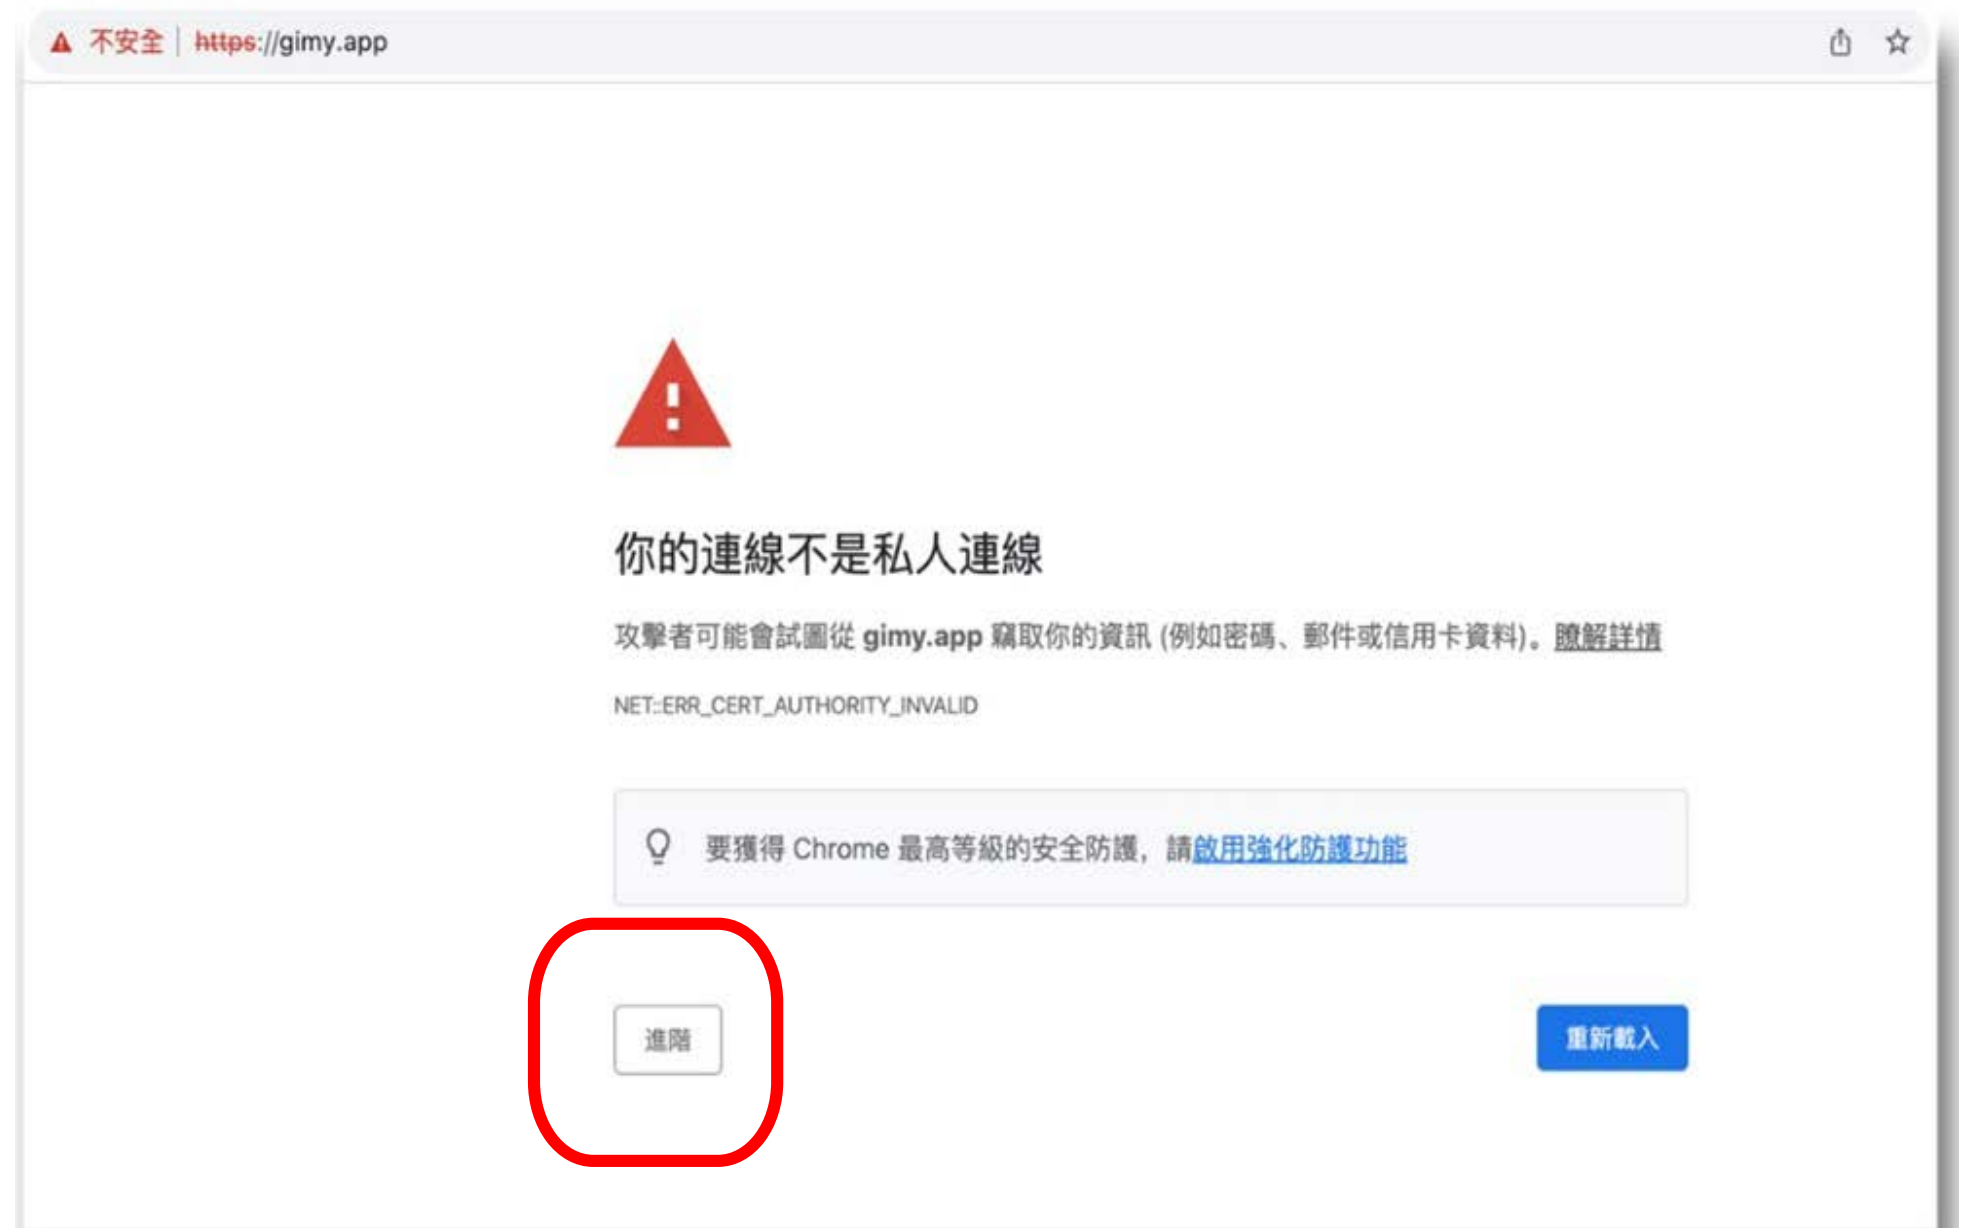 不安全 | https://gimy.app
你的連線不是私人連線
攻擊者可能會試圖從 gimy.app 竊取你的資訊 (例如密碼、郵件或信用卡資料)。瞭解詳情
NET::ERR_CERT_AUTHORITY_INVALID
要獲得 Chrome 最高等級的安全防護，請啟用強化防護功能
進階
重新載入